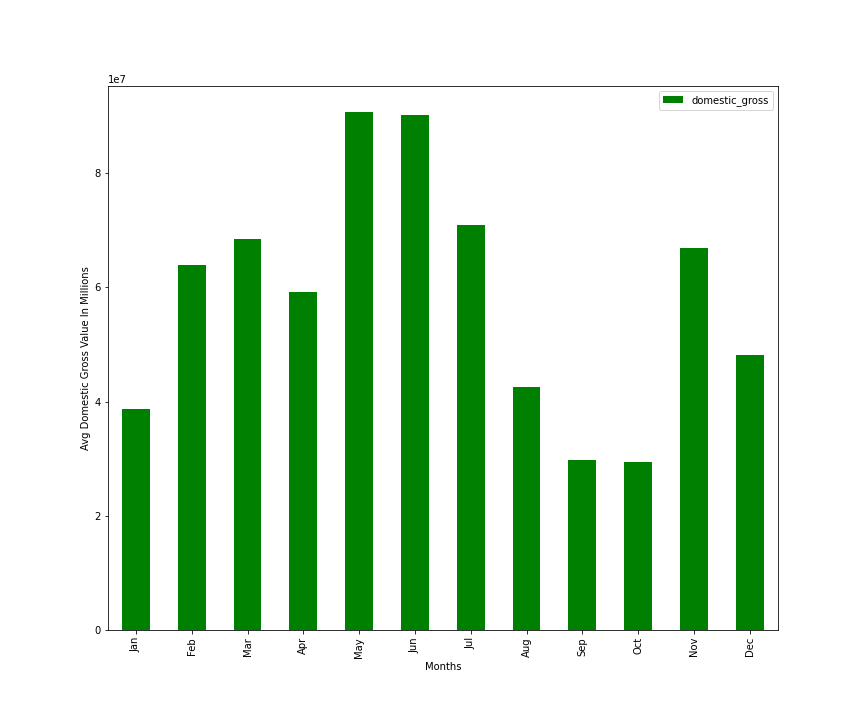 1e7
domestic_gross
8
6
4
2
0
Avg Domestic Gross Value In Millions
Jan Feb Mar Apr May Jun Jul Aug Sep Oct Nov Dec
Months